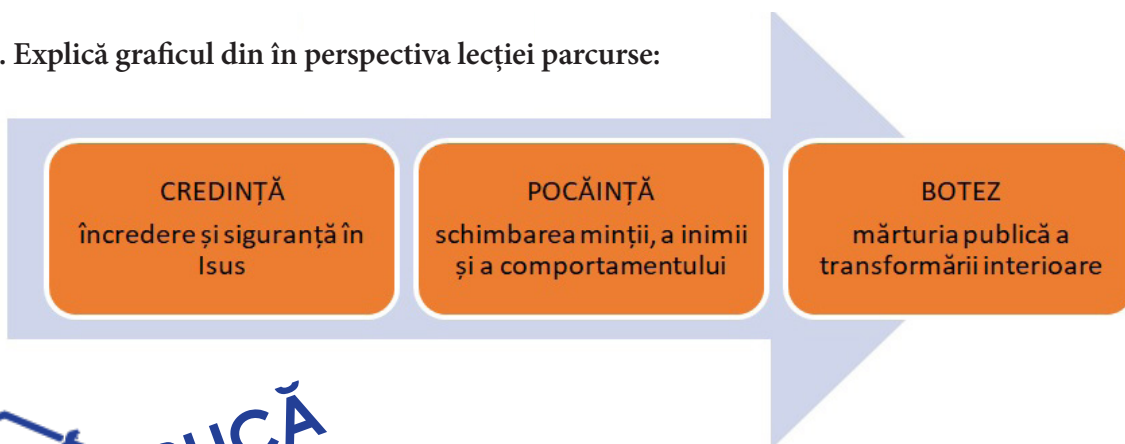 . Explică graficul din în perspectiva lecției parcurse:
CREDINȚĂ
încredere și siguranță în
Isus
POCĂINȚĂ
schimbarea minții, a inimii
și a comportamentului
BOTEZ
mărturia publică a
transformării interioare